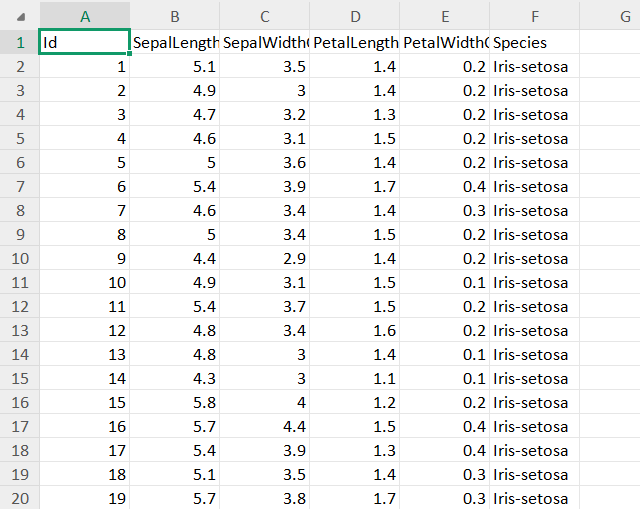 A B C D E F G
1 Id SepalLength SepalWidth PetalLength PetalWidth Species
2 1 5.1 3.5 1.4 0.2 Iris-setosa
3 2 4.9 3 1.4 0.2 Iris-setosa
4 3 4.7 3.2 1.3 0.2 Iris-setosa
5 4 4.6 3.1 1.5 0.2 Iris-setosa
6 5 5 3.6 1.4 0.2 Iris-setosa
7 6 5.4 3.9 1.7 0.4 Iris-setosa
8 7 4.6 3.4 1.4 0.3 Iris-setosa
9 8 5 3.4 1.5 0.2 Iris-setosa
10 9 4.4 2.9 1.4 0.2 Iris-setosa
11 10 4.9 3.1 1.5 0.1 Iris-setosa
12 11 5.4 3.7 1.5 0.2 Iris-setosa
13 12 4.8 3.4 1.6 0.2 Iris-setosa
14 13 4.8 3 1.4 0.1 Iris-setosa
15 14 4.3 3 1.1 0.1 Iris-setosa
16 15 5.8 4 1.2 0.2 Iris-setosa
17 16 5.7 4.4 1.5 0.4 Iris-setosa
18 17 5.4 3.9 1.3 0.4 Iris-setosa
19 18 5.1 3.5 1.4 0.3 Iris-setosa
20 19 5.7 3.8 1.7 0.3 Iris-setosa